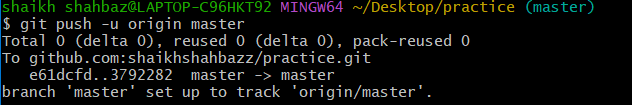 shaikh shahbaz@LAPTOP-C96HKT92 MINGW64 ~/Desktop/practice (master)
$ git push -u origin master
Total 0 (delta 0), reused 0 (delta 0), pack-reused 0
To github.com:shaikhshahbazz/practice.git
   e61dcfd..3792282  master -> master
branch 'master' set up to track 'origin/master'.